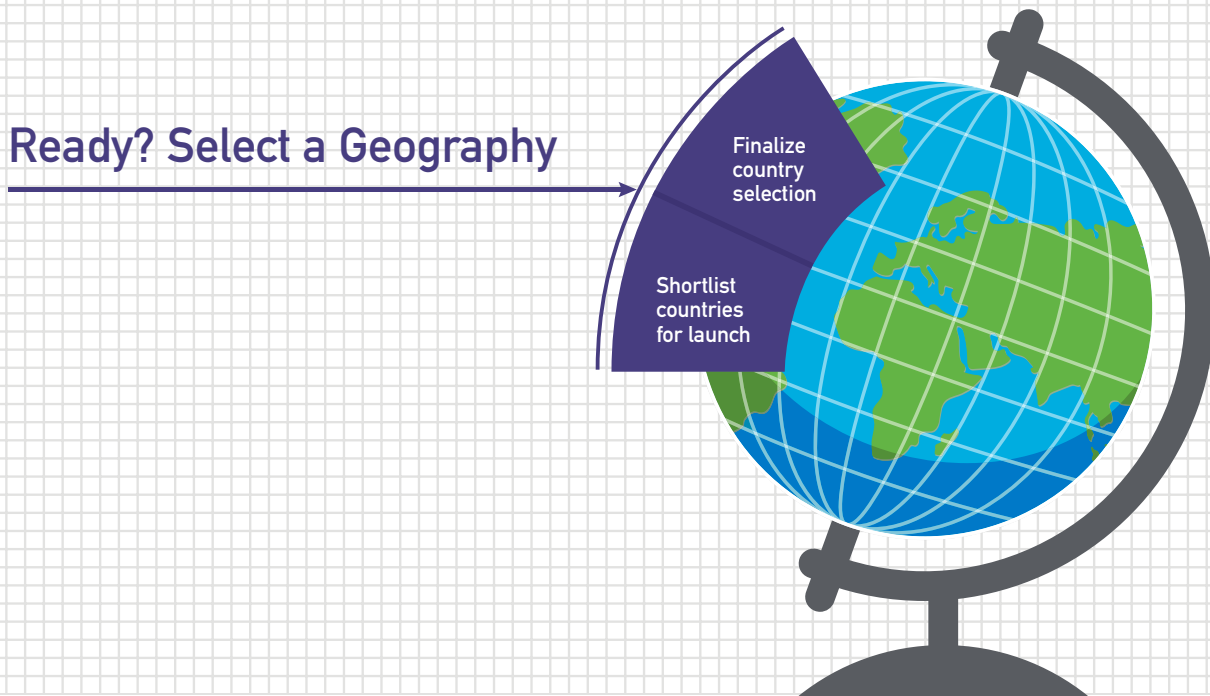 Ready? Select a Geography
Finalize
country
selection
Shortlist
countries
for launch